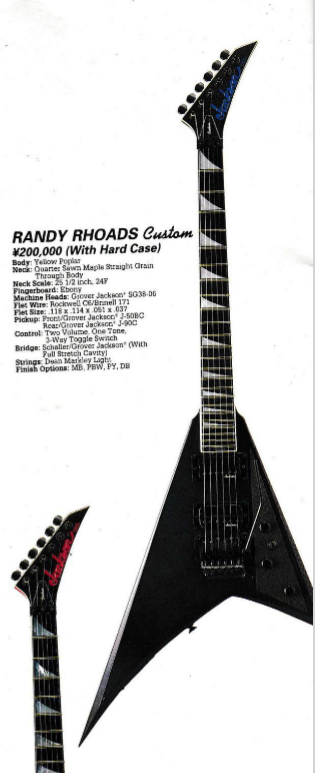 Jackson
RANDY RHOADS Custom
¥200,000 (With Hard Case)
Body: Yellow Poplar
Neck: Quarter Sawn Maple Straight Grain
Through Body
Neck Scale: 25 1/2 inch, 24F
Fingerboard: Ebony
Machine Heads: Grover Jackson® SG38-06
Flet Wire: Rockwell C6/Brinell 171
Flet Size: .118 x .114 x .051 x .037
Pickup: Front/Grover Jackson® J-50BC
Rear/Grover Jackson® J-90C
Control: Two Volume, One Tone,
3-Way Toggle Switch
Bridge: Schaller/Grover Jackson® (With
Full Stretch Cavity)
Strings: Dean Markley Light
Finish Options: MB, PBW, PY, DB
Jackson